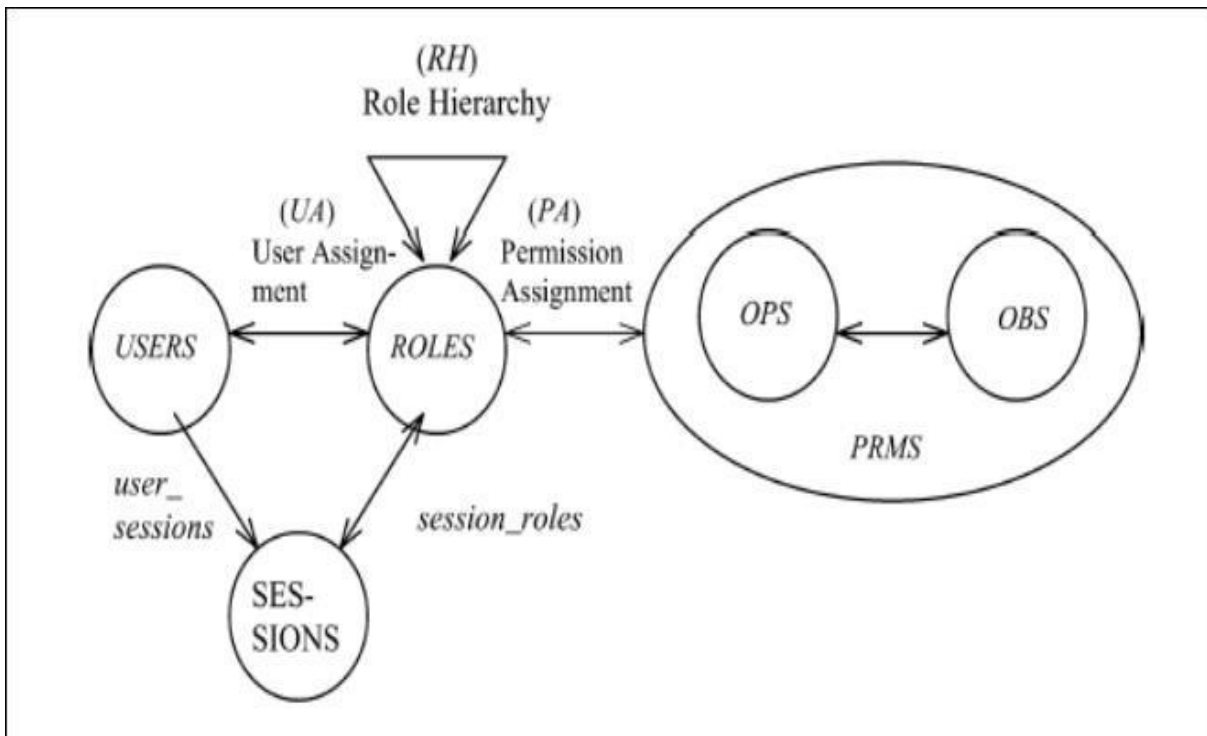 (RH)
Role Hierarchy
(UA)
User Assign-
ment
(PA)
Permission
Assignment
USERS
ROLES
OPS
OBS
PRMS
user_
sessions
session_roles
SES-
SIONS